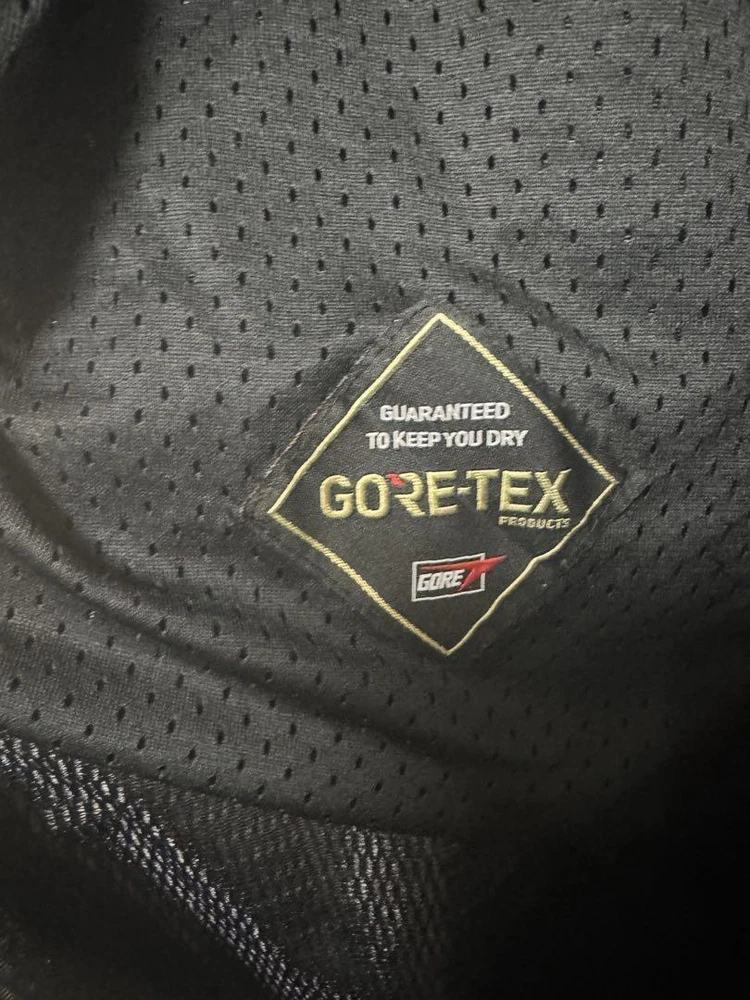 GUARANTEED
TO KEEP YOU DRY
GORE-TEX
PRODUCTS
GORE